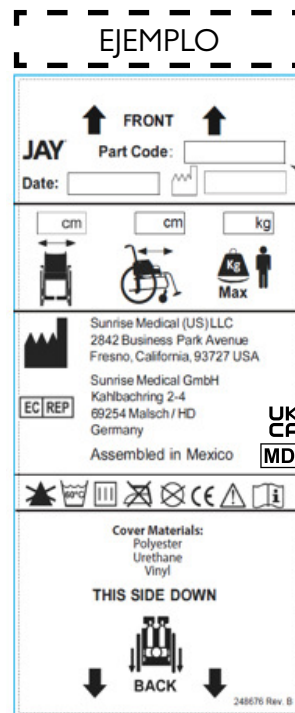 EJEMPLO
FRONT
JAY Part Code:
Date:
cm cm kg
Kg
Max
Sunrise Medical (US) LLC
2842 Business Park Avenue
Fresno, California, 93727 USA
Sunrise Medical GmbH
Kahlbachring 2-4
EC REP 69254 Malsch / HD
Germany
UK
CA
Assembled in Mexico MD
60°C CE i
Cover Materials:
Polyester
Urethane
Vinyl
THIS SIDE DOWN
BACK
248676 Rev. B